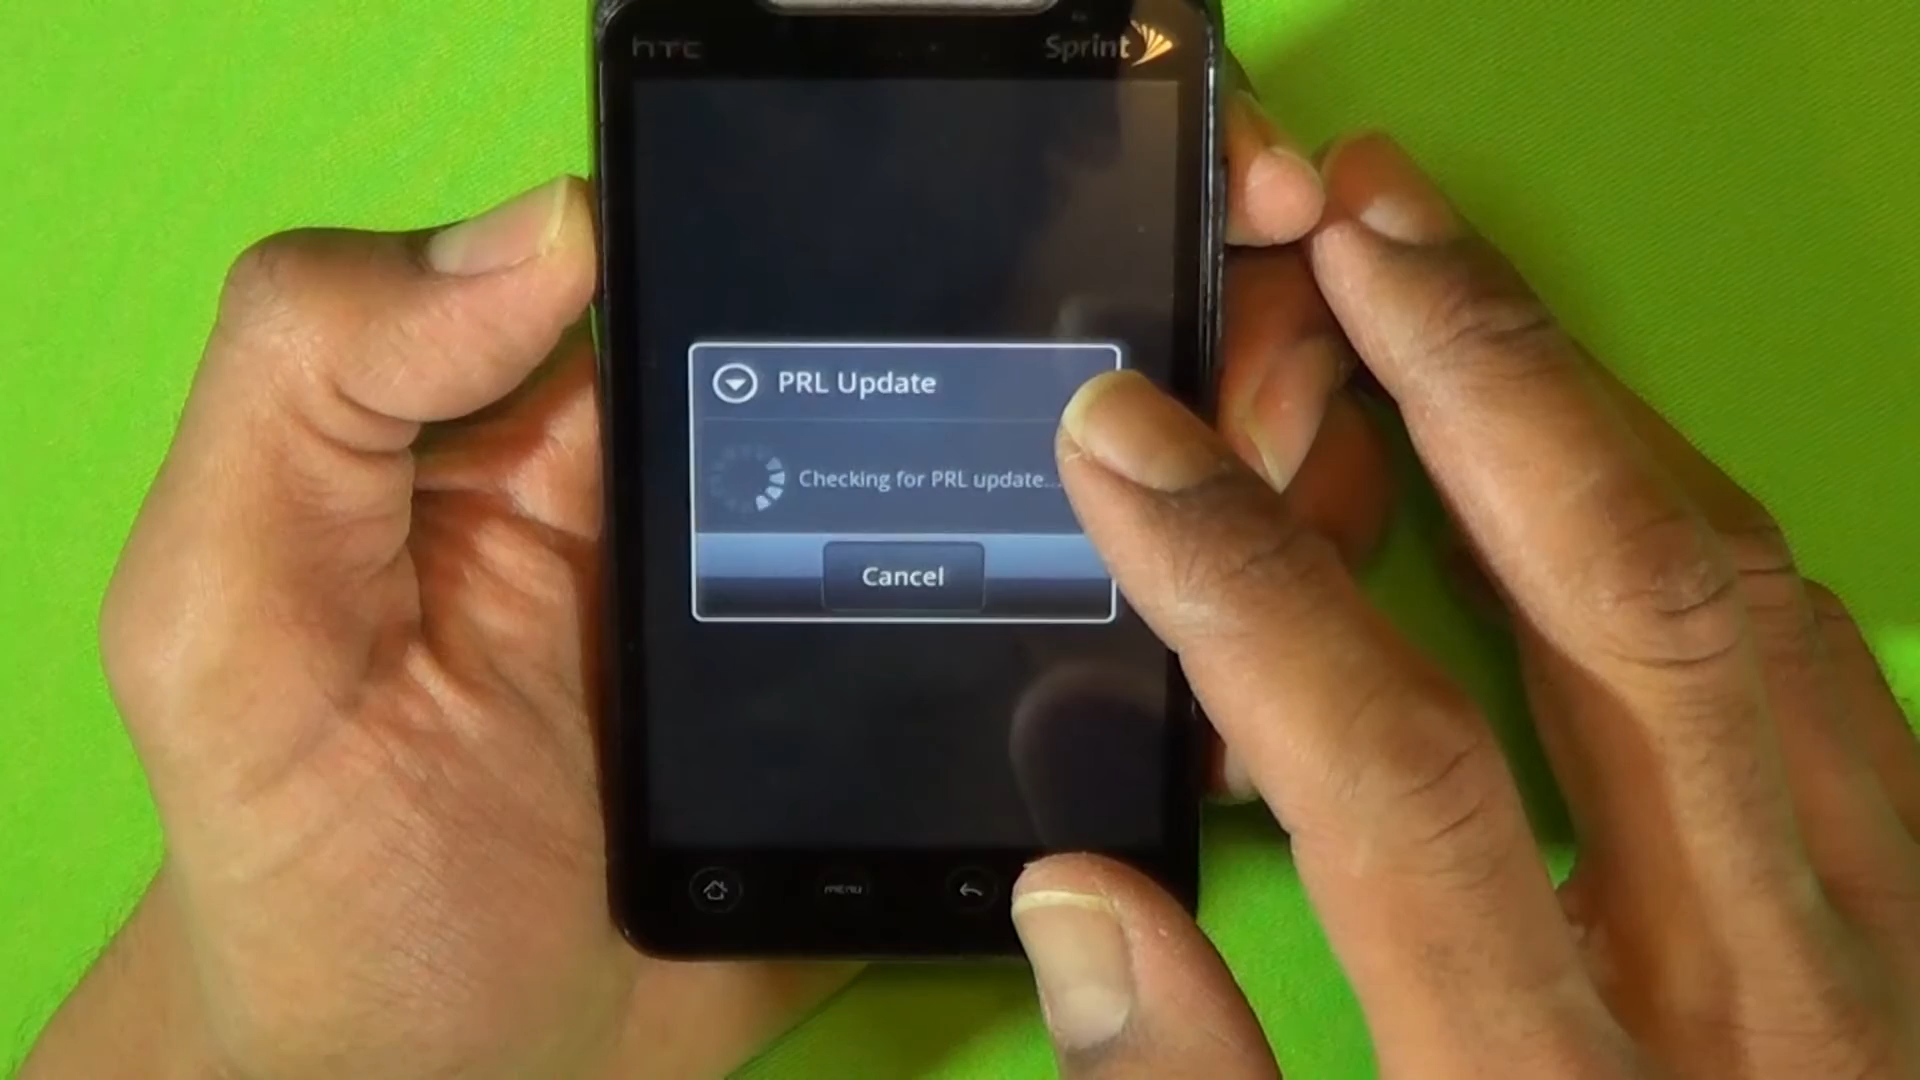 hTC
Sprint
PRL Update
Checking for PRL update...
Cancel
MENU